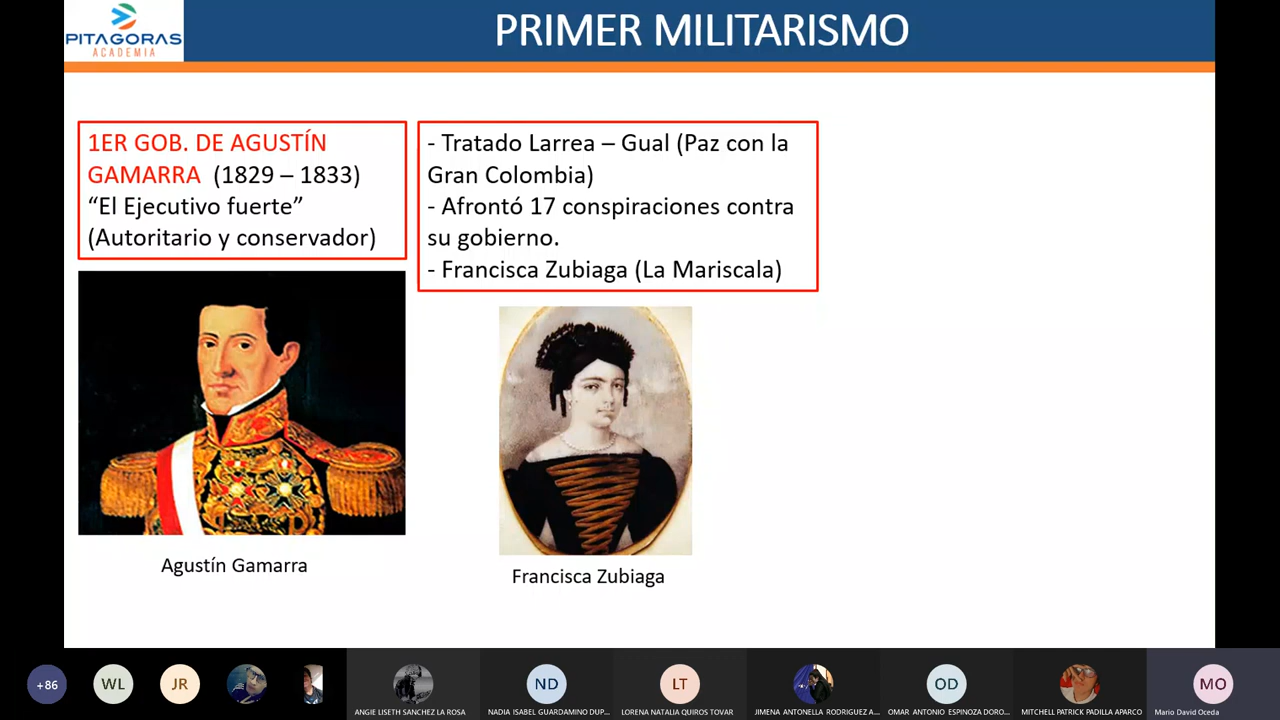 PITAGORAS
ACADEMIA
PRIMER MILITARISMO
1ER GOB. DE AGUSTÍN
GAMARRA (1829 – 1833)
“El Ejecutivo fuerte”
(Autoritario y conservador)
- Tratado Larrea – Gual (Paz con la
Gran Colombia)
- Afrontó 17 conspiraciones contra
su gobierno.
- Francisca Zubiaga (La Mariscala)
Agustín Gamarra
Francisca Zubiaga
+86
WL
JR
ANGIE LISETH SANCHEZ LA ROSA
ND
NADIA ISABEL GUARDAMINO DUP...
LT
LORENA NATALIA QUIROS TOVAR
JIMENA ANTONELLA RODRIGUEZ A...
OD
OMAR ANTONIO ESPINOZA DORO...
MITCHELL PATRICK PADILLA APARCO
MO
Mario David Oceda